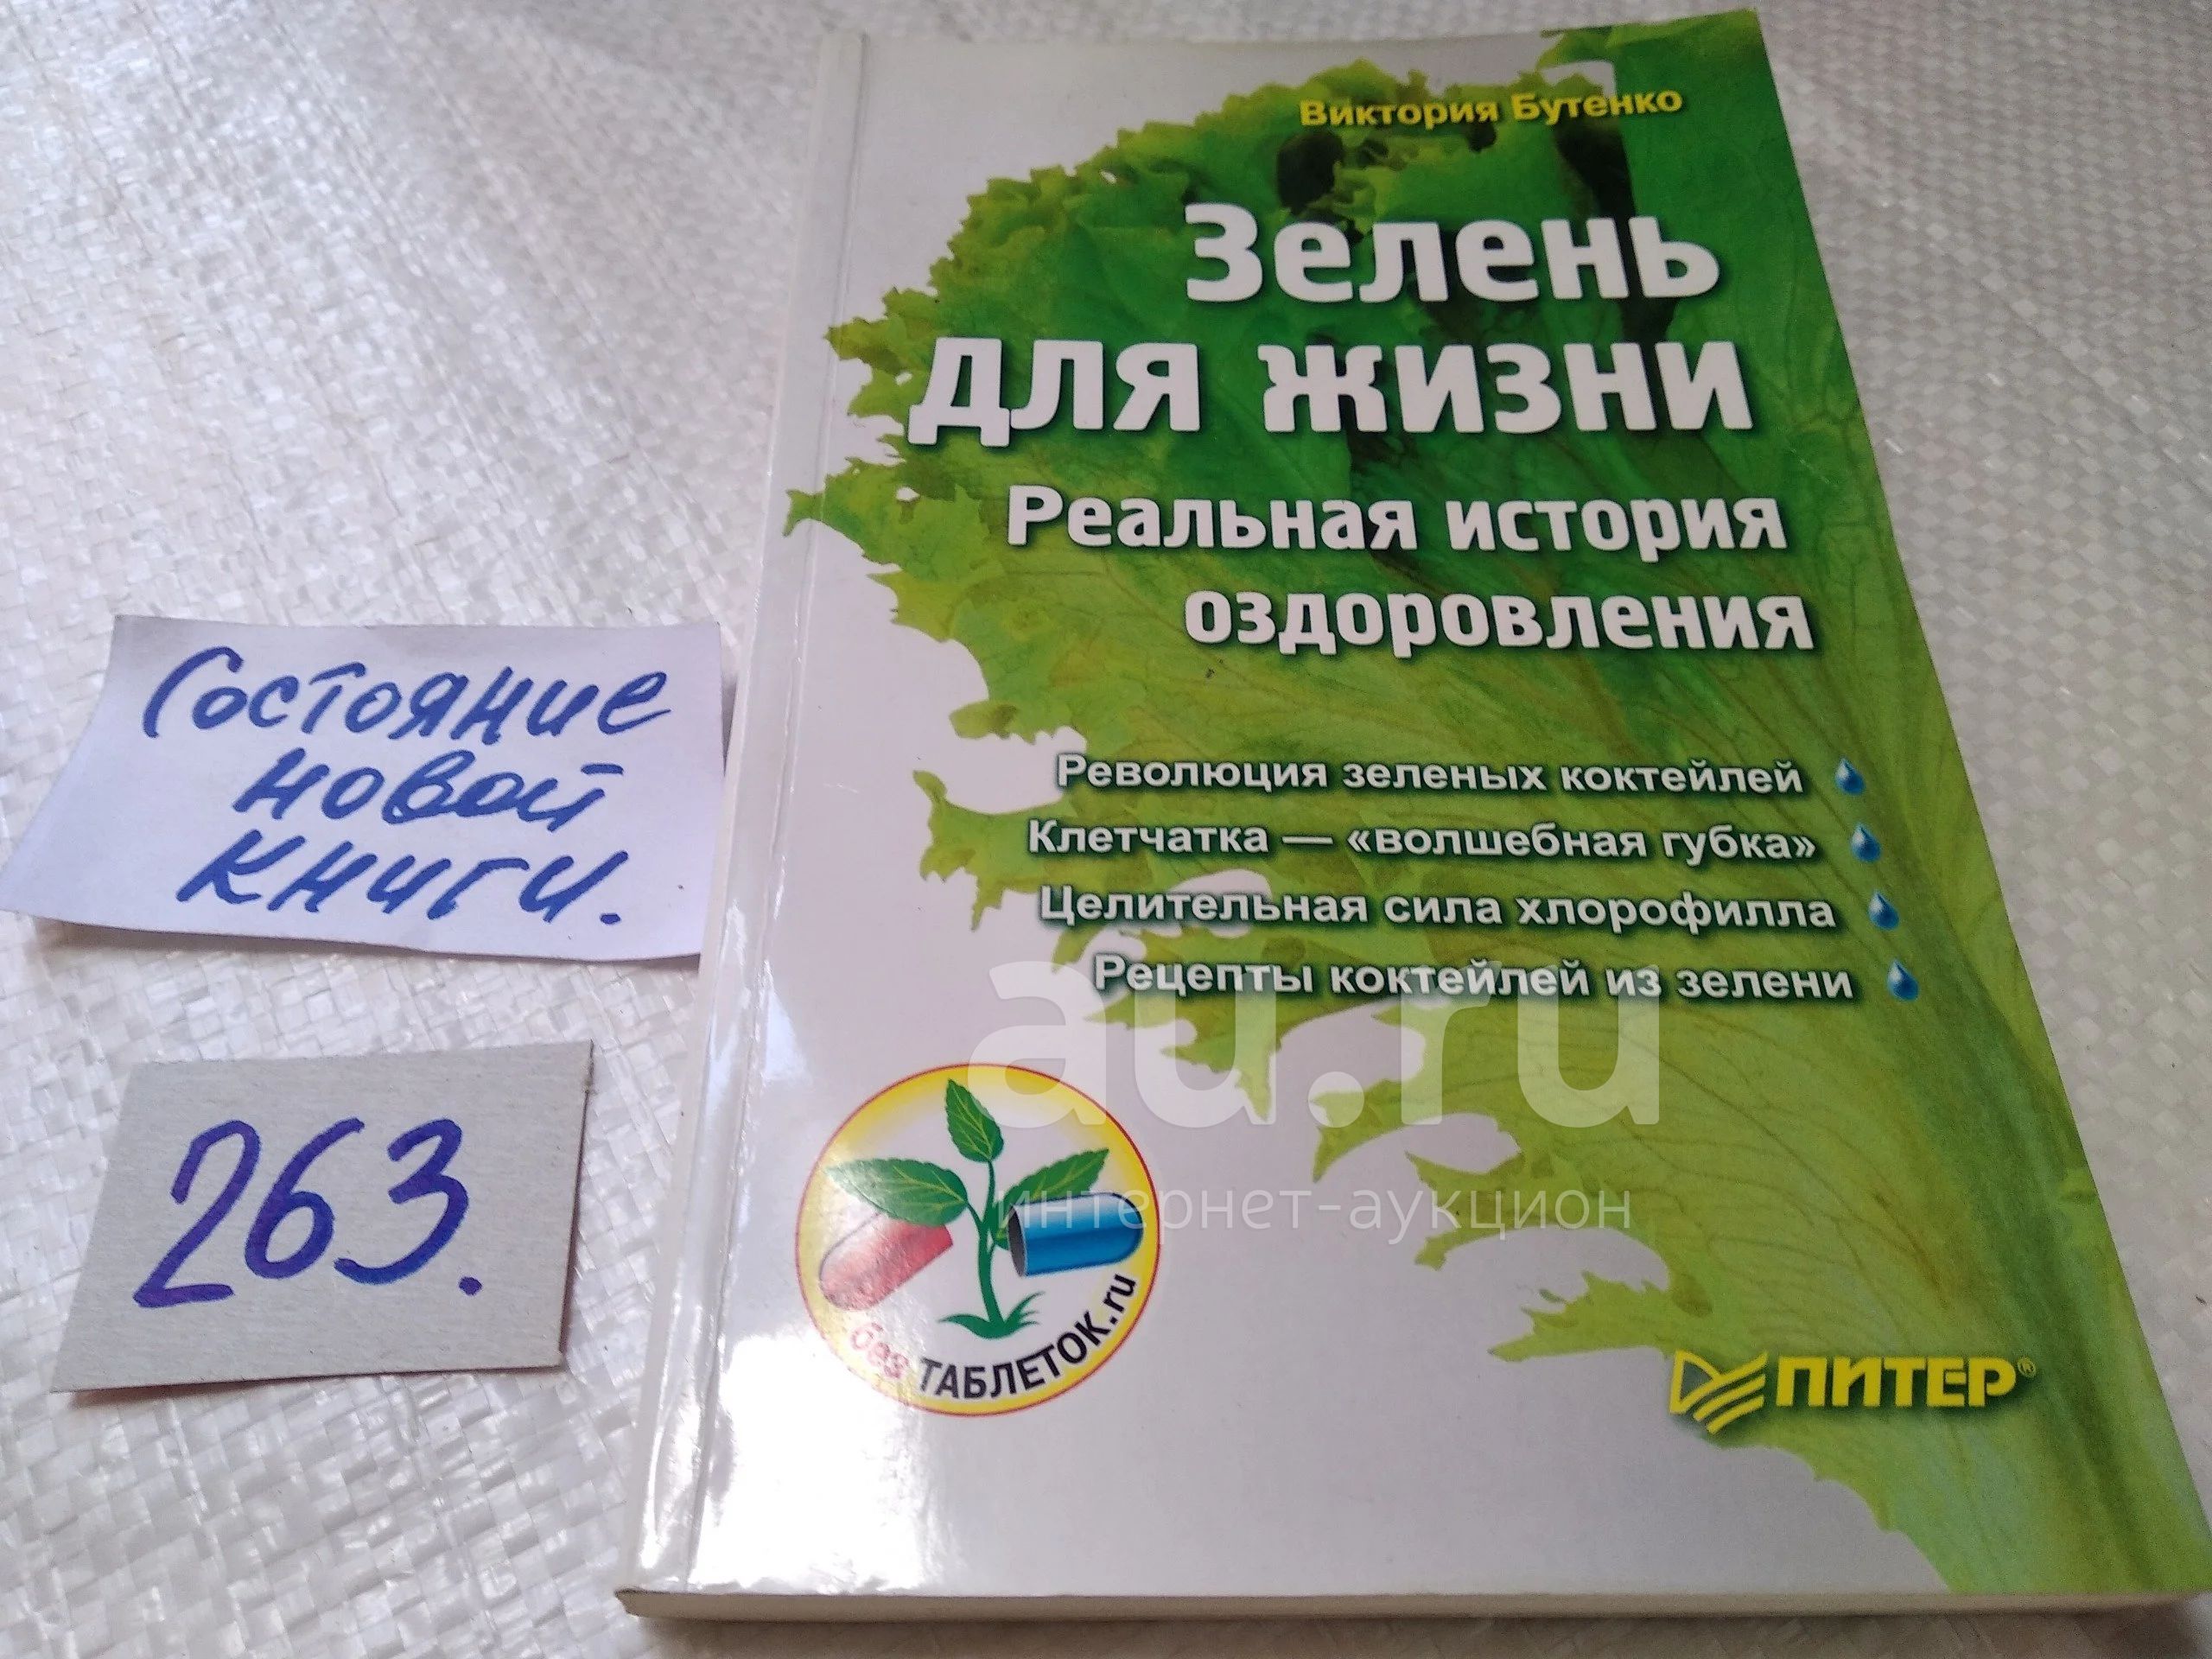 Виктория Бутенко
Зелень
для жизни
Реальная история
оздоровления
Революция зеленых коктейлей
Клетчатка — «волшебная губка»
Целительная сила хлорофилла
Рецепты коктейлей из зелени
Состояние
новой
книги.
263.
au.ru
интернет-аукцион
без ТАБЛЕТОК.ru
ПИТЕР®